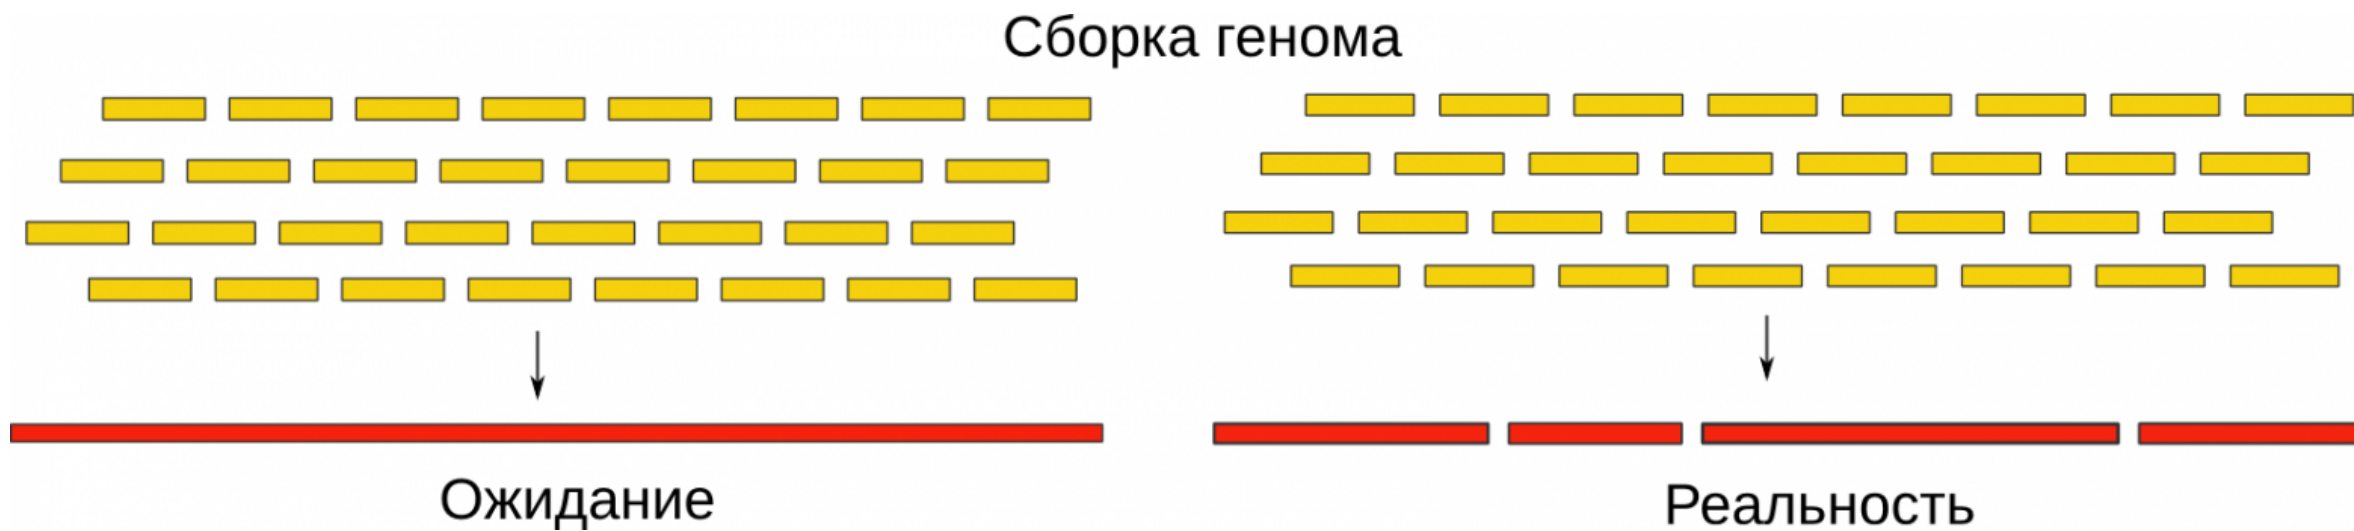 Сборка генома
Ожидание
Реальность